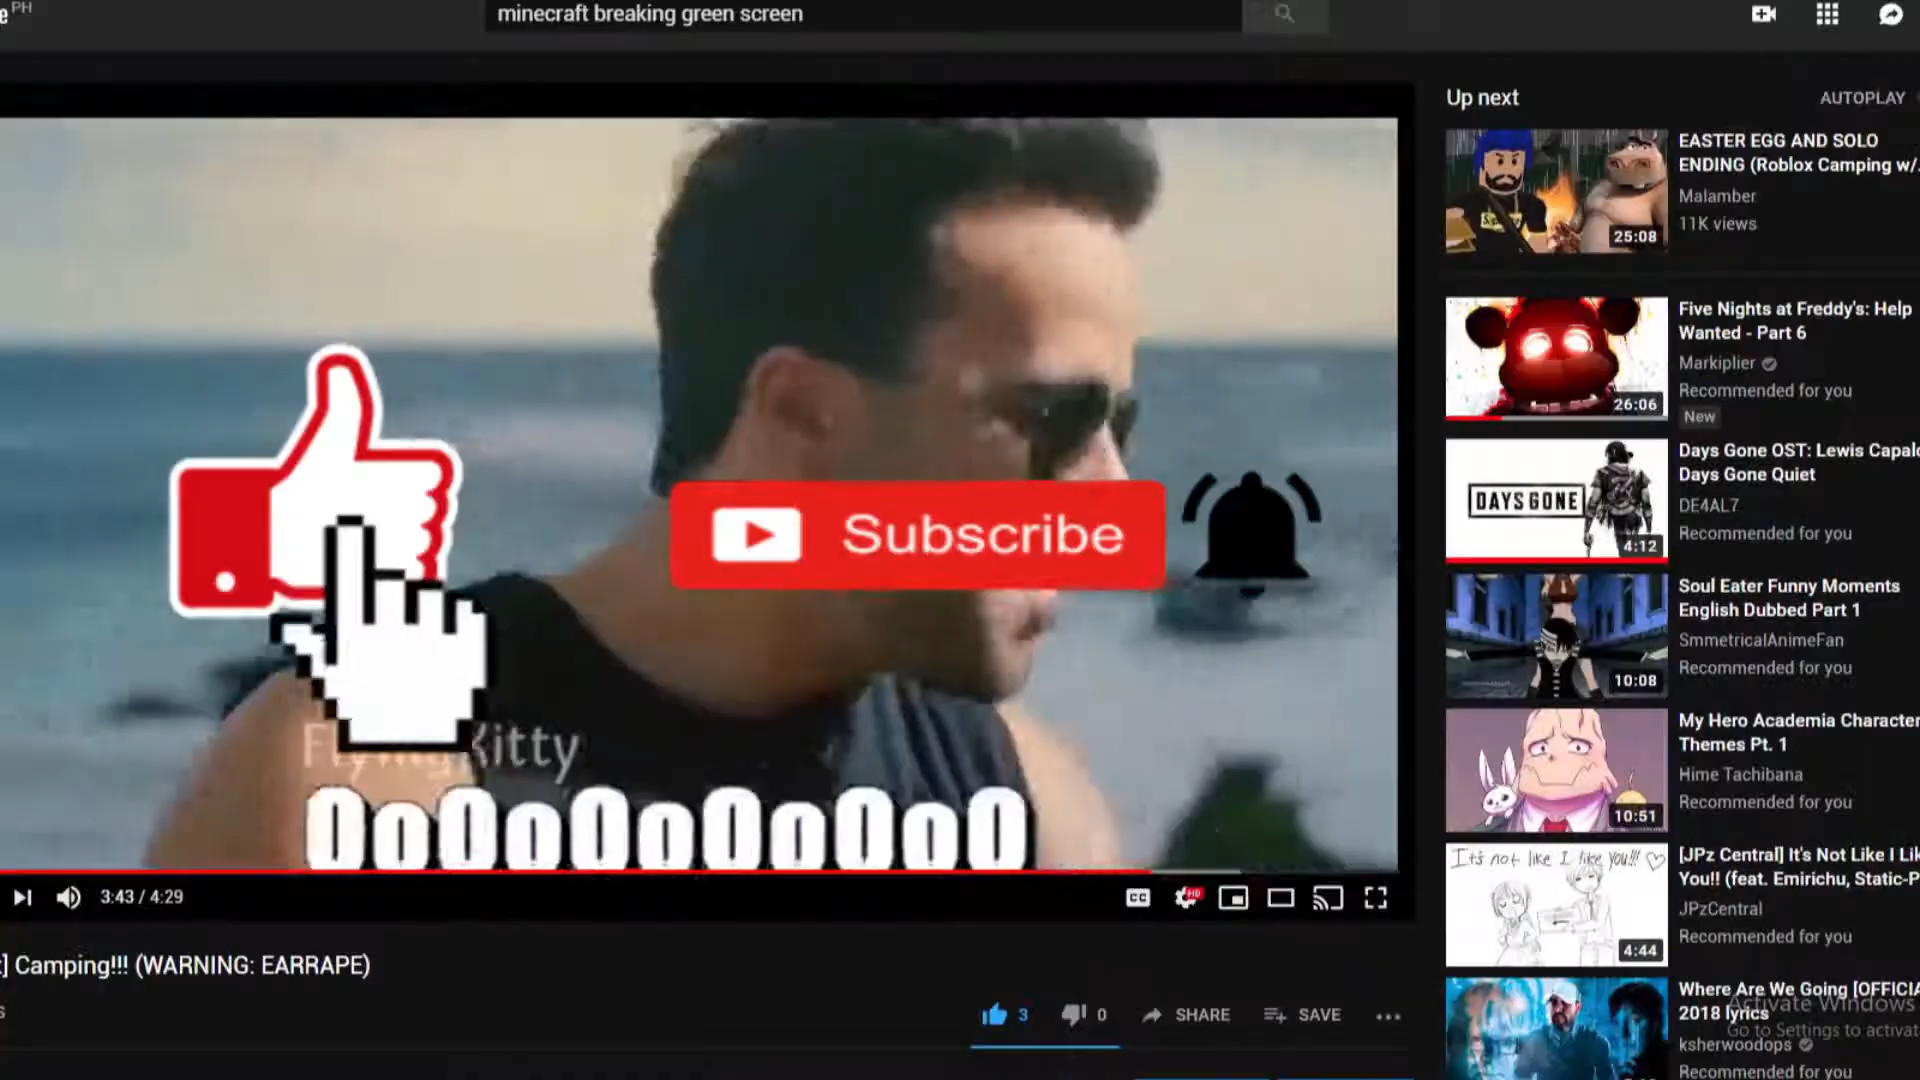 PH
minecraft breaking green screen
Up next
AUTOPLAY
EASTER EGG AND SOLO
ENDING (Roblox Camping w/.
Malamber
11K views
25:08
Five Nights at Freddy's: Help
Wanted - Part 6
Markiplier
Recommended for you
New
26:06
DAYS GONE
Days Gone OST: Lewis Capal
Days Gone Quiet
DE4AL7
Recommended for you
4:12
Soul Eater Funny Moments
English Dubbed Part 1
SmmetricalAnimeFan
Recommended for you
10:08
My Hero Academia Character
Themes Pt. 1
Hime Tachibana
Recommended for you
10:51
It's not like I like you!!!
[JPz Central] It's Not Like I Lik
You!! (feat. Emirichu, Static-P
JPzCentral
Recommended for you
4:44
Where Are We Going [OFFICIA
2018 lyrics
ksherwoodops
Recommended for you
Activate Windows
Go to Settings to activat
Subscribe
FlyingKitty
OoOoOoOoOoO
3:43 / 4:29
CC
HD
] Camping!!! (WARNING: EARRAPE)
3
0
SHARE
SAVE